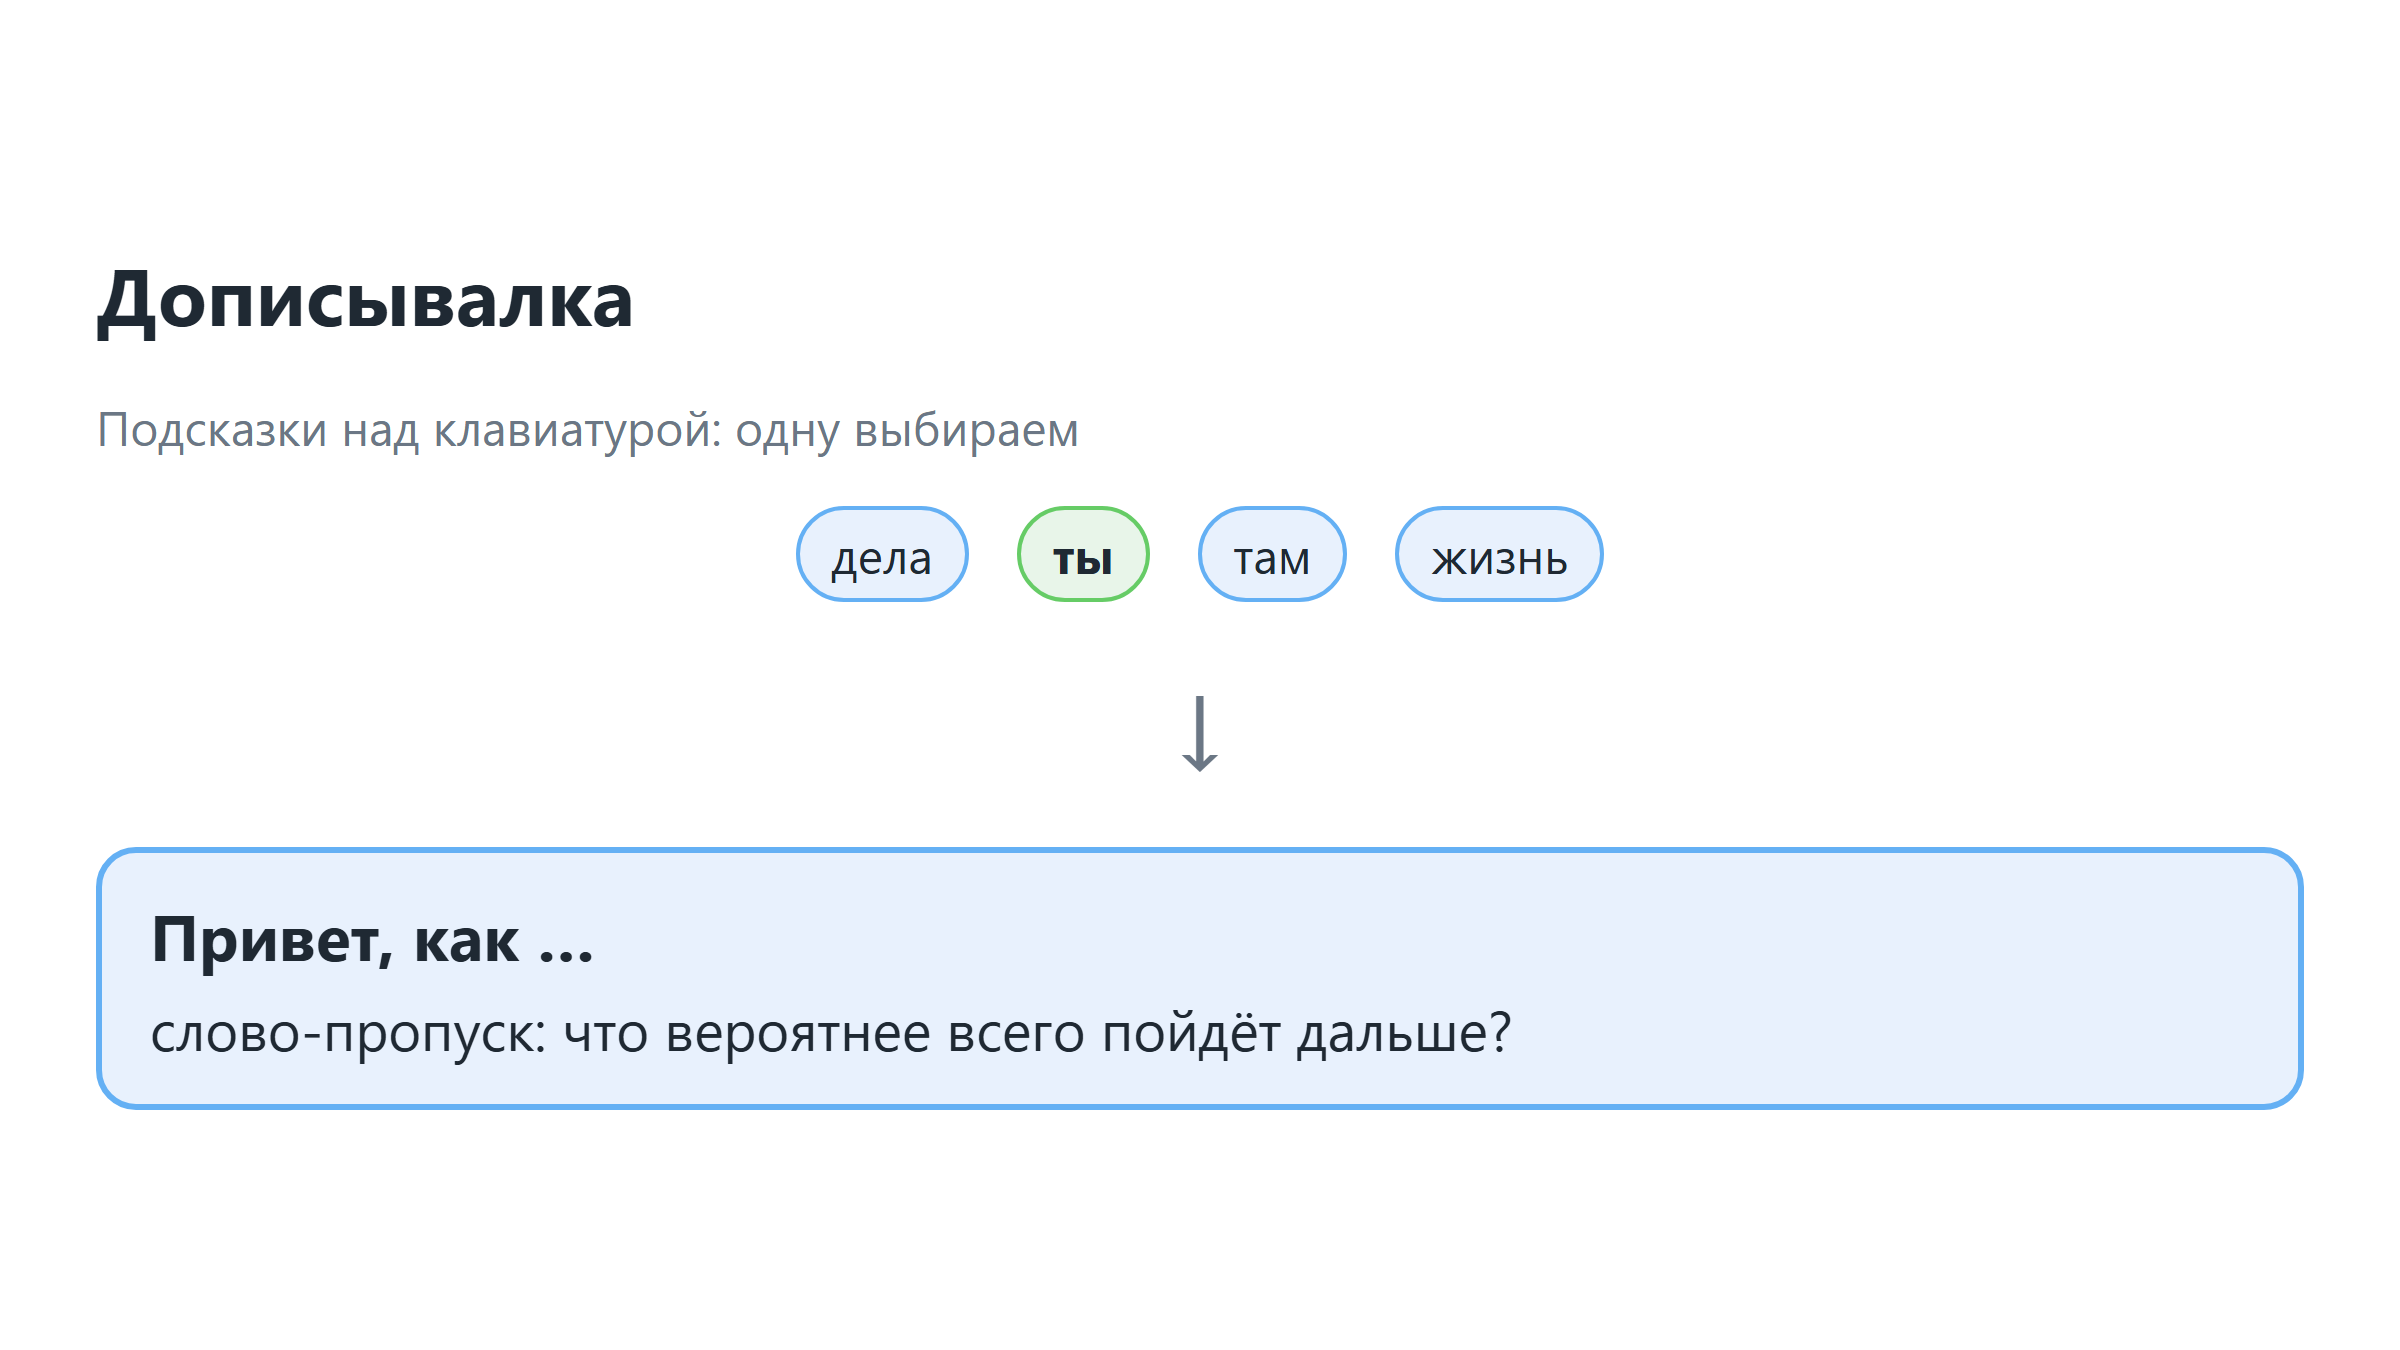 Дописывалка
Подсказки над клавиатурой: одну выбираем
дела ты там жизнь
↓
Привет, как ...
слово-пропуск: что вероятнее всего пойдёт дальше?